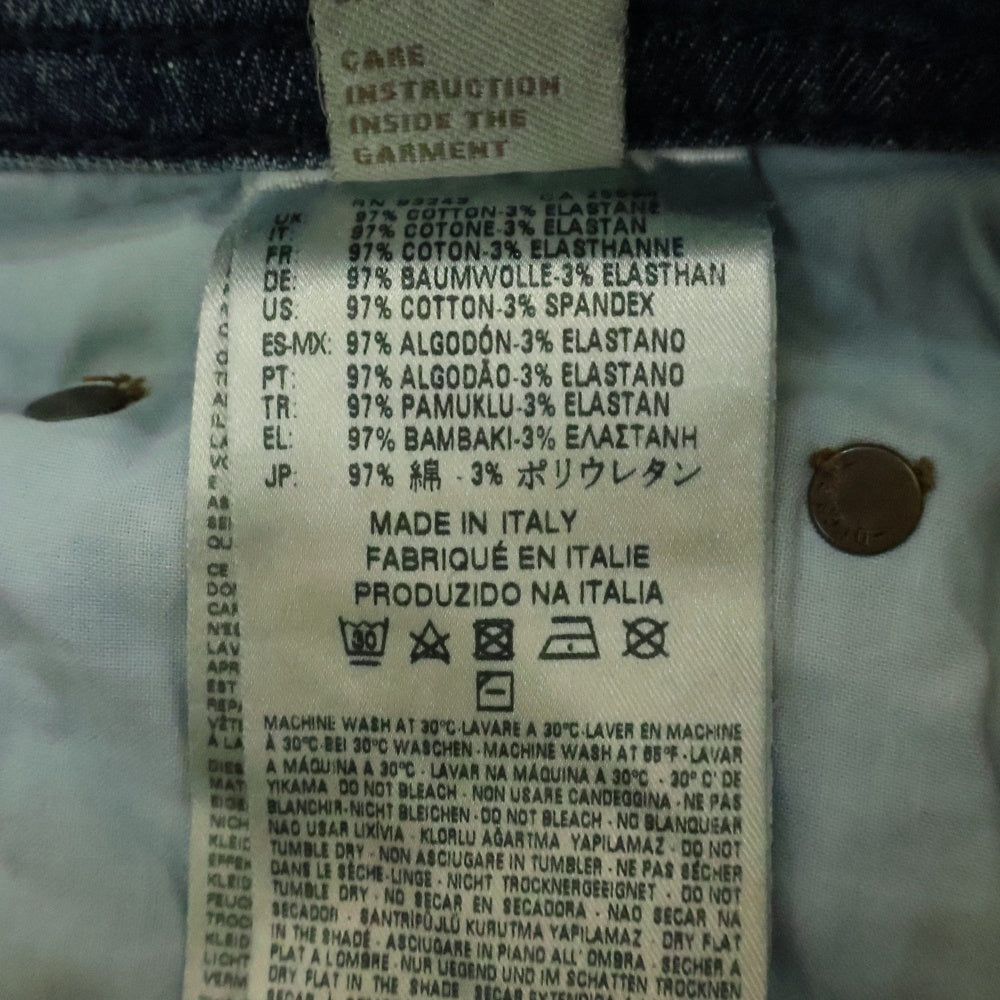 CARE
INSTRUCTION
INSIDE THE
GARMENT
UK: 97% COTTON-3% ELASTANE
IT: 97% COTONE-3% ELASTAN
FR: 97% COTON-3% ELASTHANNE
DE: 97% BAUMWOLLE-3% ELASTHAN
US: 97% COTTON-3% SPANDEX
ES-MX: 97% ALGODÓN-3% ELASTANO
PT: 97% ALGODÃO-3% ELASTANO
TR: 97% PAMUKLU-3% ELASTAN
EL: 97% BAMBAKI-3% ΕΛΑΣΤΑΝΗ
JP: 97% 綿 - 3% ポリウレタン
MADE IN ITALY
FABRIQUÉ EN ITALIE
PRODUZIDO NA ITALIA
30
MACHINE WASH AT 30°C·LAVARE A 30°C·LAVER EN MACHINE
À 30°C·BEI 30°C WASCHEN · MACHINE WASH AT 85°F · LAVAR
A MÁQUINA A 30°C · LAVAR NA MÁQUINA A 30°C · 30° C' DE
YIKAMA DO NOT BLEACH · NON USARE CANDEGGINA · NE PAS
BLANCHIR·NICHT BLEICHEN · DO NOT BLEACH · NO BLANQUEAR
NAO USAR LIXÍVIA · KLORLU AĞARTMA YAPILAMAZ · DO NOT
TUMBLE DRY · NON ASCIUGARE IN TUMBLER · NE PAS SÉCHER
DANS LE SÈCHE-LINGE · NICHT TROCKNERGEEIGNET · DO NOT
TUMBLE DRY · NO SECAR EN SECADORA · NAO SECAR NA
SECADOR · SANTRİPÜJLÜ KURUTMA YAPILAMAZ · DRY FLAT
IN THE SHADE · ASCIUGARE IN PIANO ALL' OMBRA · SÉCHER A
PLAT A L'OMBRE · NUR LIEGEND UND IM SCHATTEN TROCKNEN
DRY FLAT IN THE SHADE SECAR EXTENDIDA